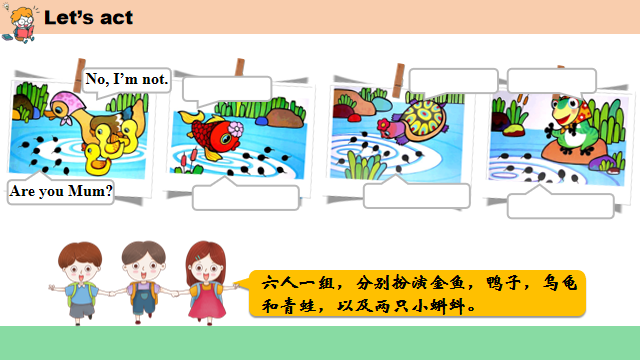 Let's act
No, I'm not.
Are you Mum?
六人一组，分别扮演金鱼，鸭子，乌龟
和青蛙，以及两只小蝌蚪。